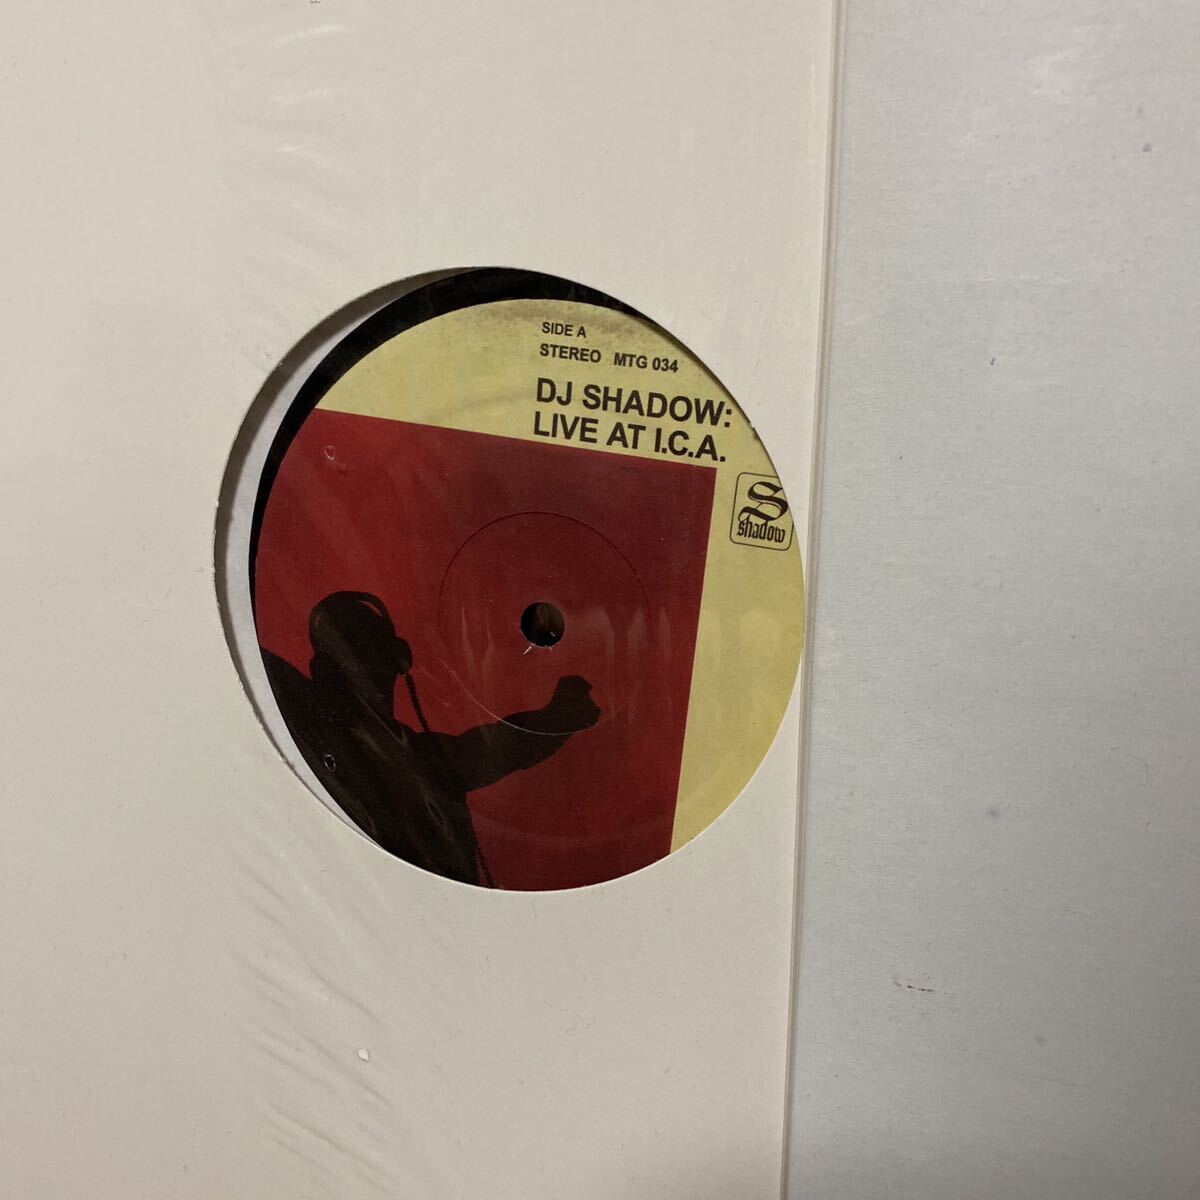 SIDE A
STEREO MTG 034
DJ SHADOW:
LIVE AT I.C.A.
S
shadow